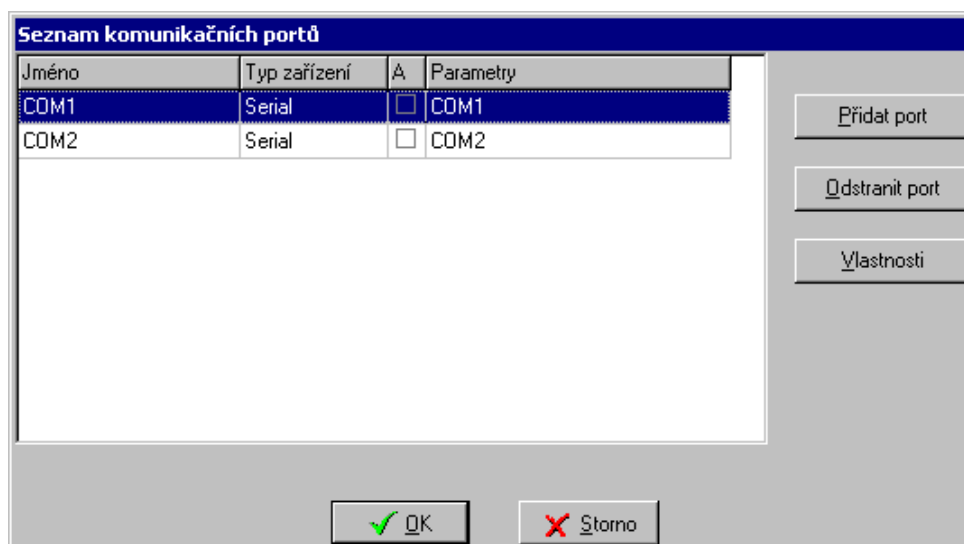 Seznam komunikačních portů
Jméno Typ zařízení A Parametry
COM1 Serial COM1
COM2 Serial COM2
Přidat port
Odstranit port
Vlastnosti
OK Storno